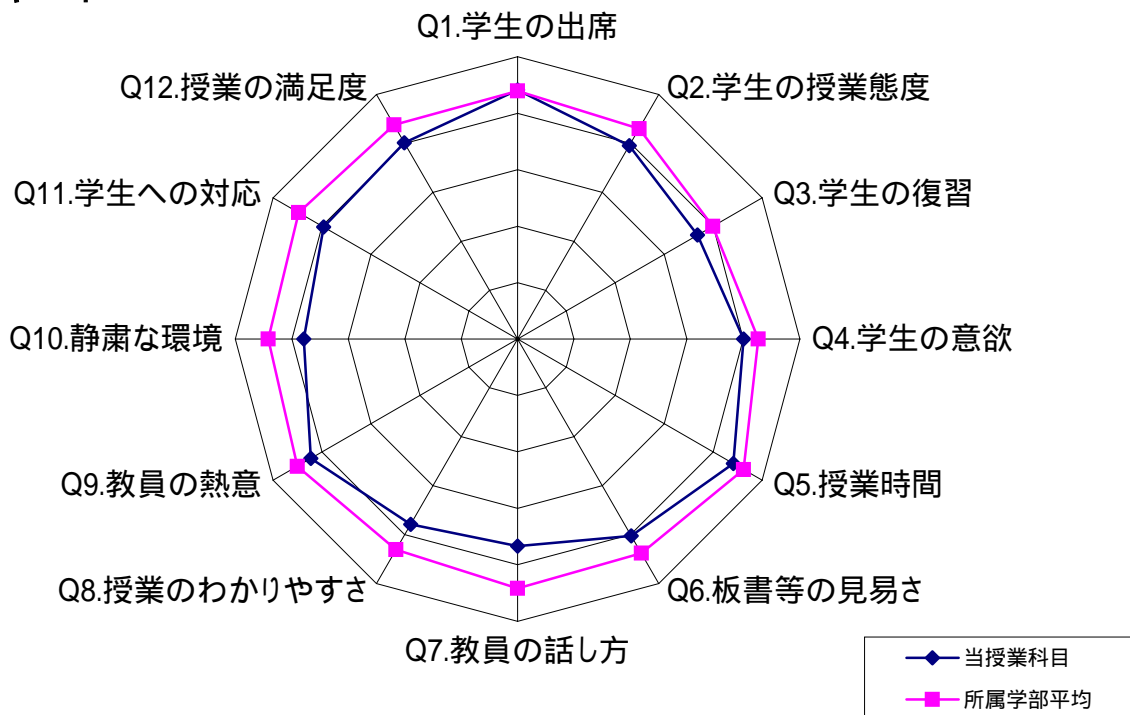 Q1.学生の出席
Q2.学生の授業態度
Q3.学生の復習
Q4.学生の意欲
Q5.授業時間
Q6.板書等の見易さ
Q7.教員の話し方
Q8.授業のわかりやすさ
Q9.教員の熱意
Q10.静粛な環境
Q11.学生への対応
Q12.授業の満足度
当授業科目
所属学部平均